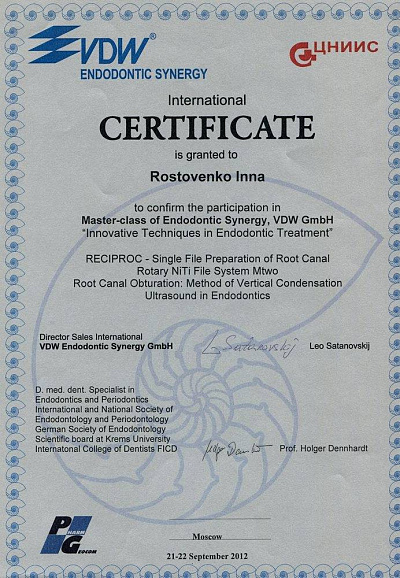 VDW®
ENDODONTIC SYNERGY
ЦНИИС
International
CERTIFICATE
is granted to
Rostovenko Inna
to confirm the participation in
Master-class of Endodontic Synergy, VDW GmbH
“Innovative Techniques in Endodontic Treatment”
RECIPROC - Single File Preparation of Root Canal
Rotary NiTi File System Mtwo
Root Canal Obturation: Method of Vertical Condensation
Ultrasound in Endodontics
Director Sales International
VDW Endodontic Synergy GmbH
L. Satanovskij
Leo Satanovskij
D. med. dent. Specialist in
Endodontics and Periodontics
International and National Society of
Endodontology and Periodontology
German Society of Endodontology
Scientific board at Krems University
Internatonal College of Dentists FICD
Prof. Holger Dennhardt
PHARM
GEOCOM
Moscow
21-22 September 2012